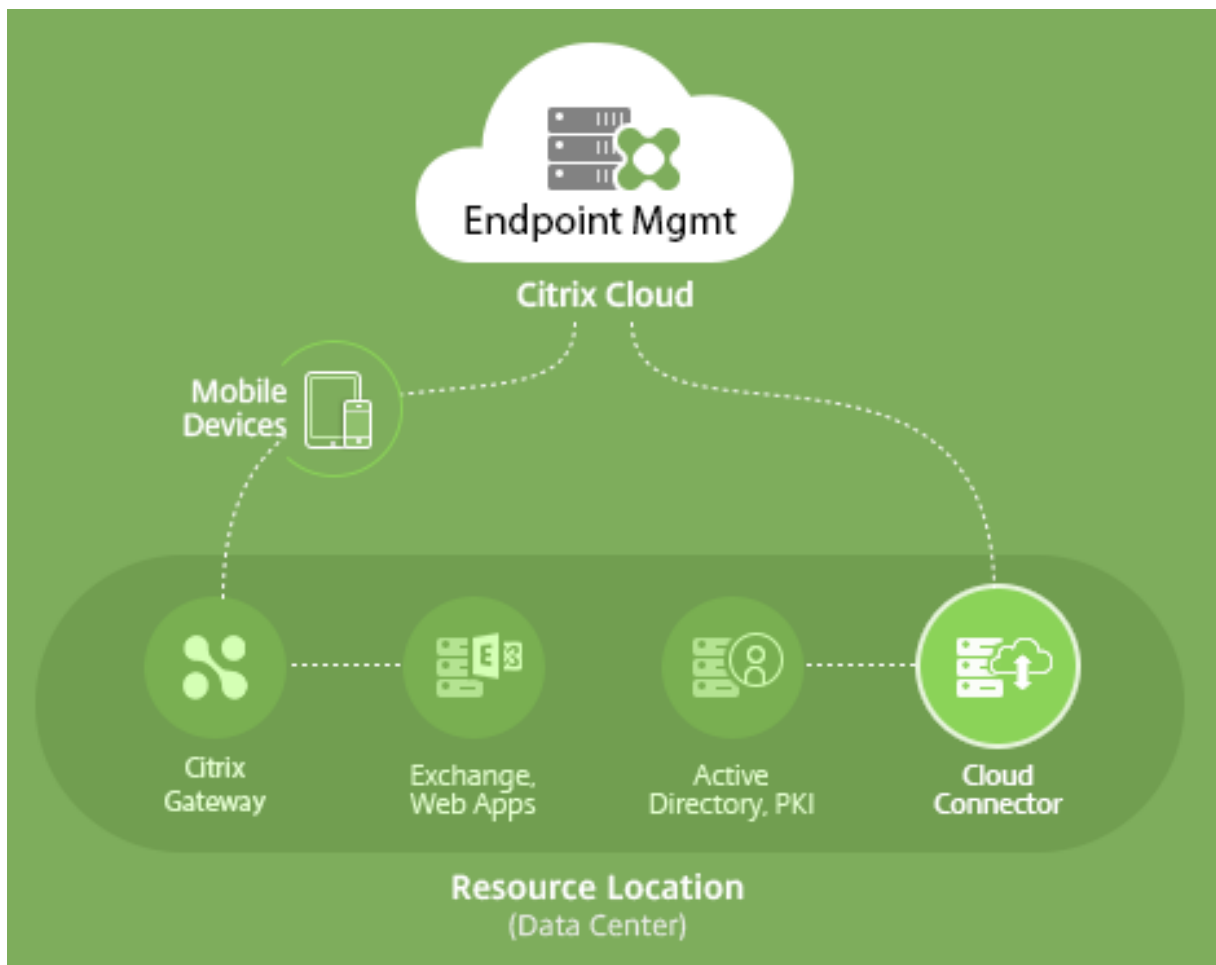 Endpoint Mgmt
Citrix Cloud
Mobile
Devices
E
Citrix
Gateway
Exchange,
Web Apps
Active
Directory, PKI
Cloud
Connector
Resource Location
(Data Center)